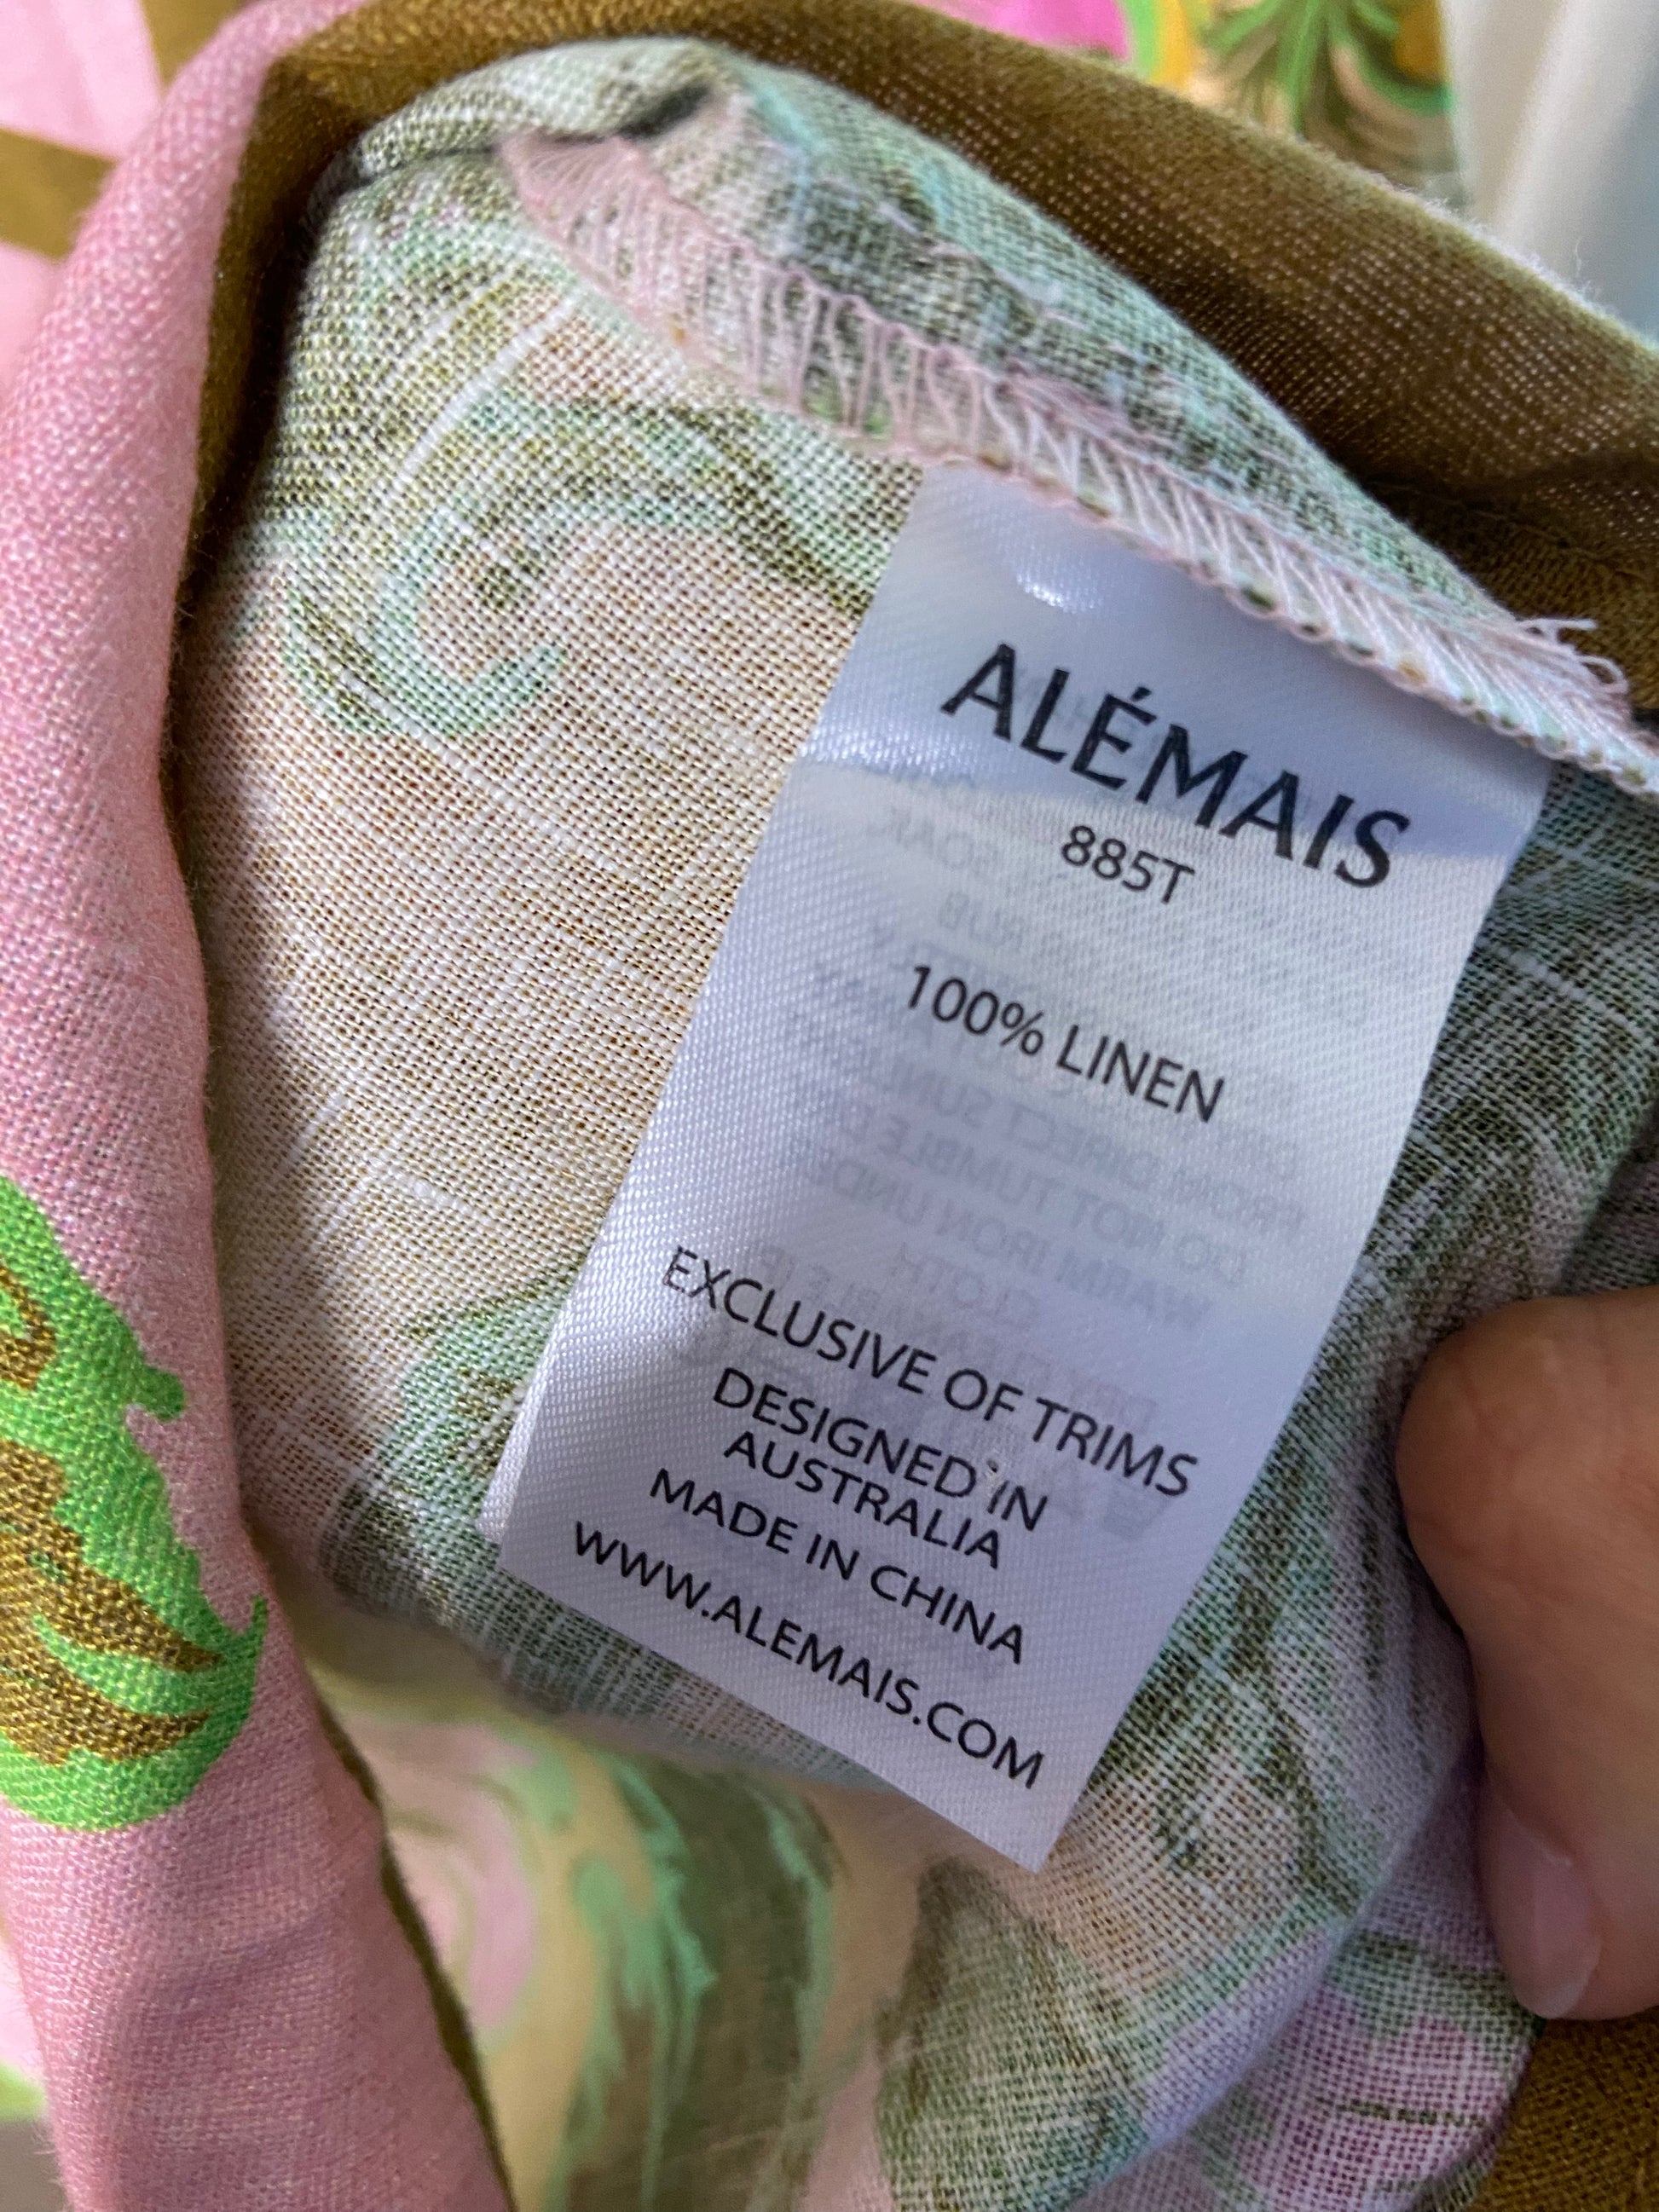 ALÉMAIS
885T
100% LINEN
EXCLUSIVE OF TRIMS
DESIGNED IN
AUSTRALIA
MADE IN CHINA
WWW.ALEMAIS.COM